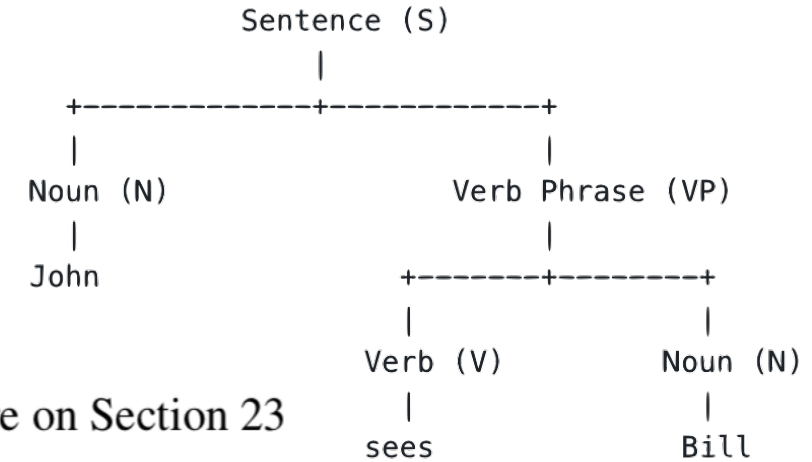 Sentence (S)
|
+-------------+-------------+
| |
Noun (N) Verb Phrase (VP)
| |
John +--------+---------+
| |
Verb (V) Noun (N)
on Section 23 | |
sees Bill